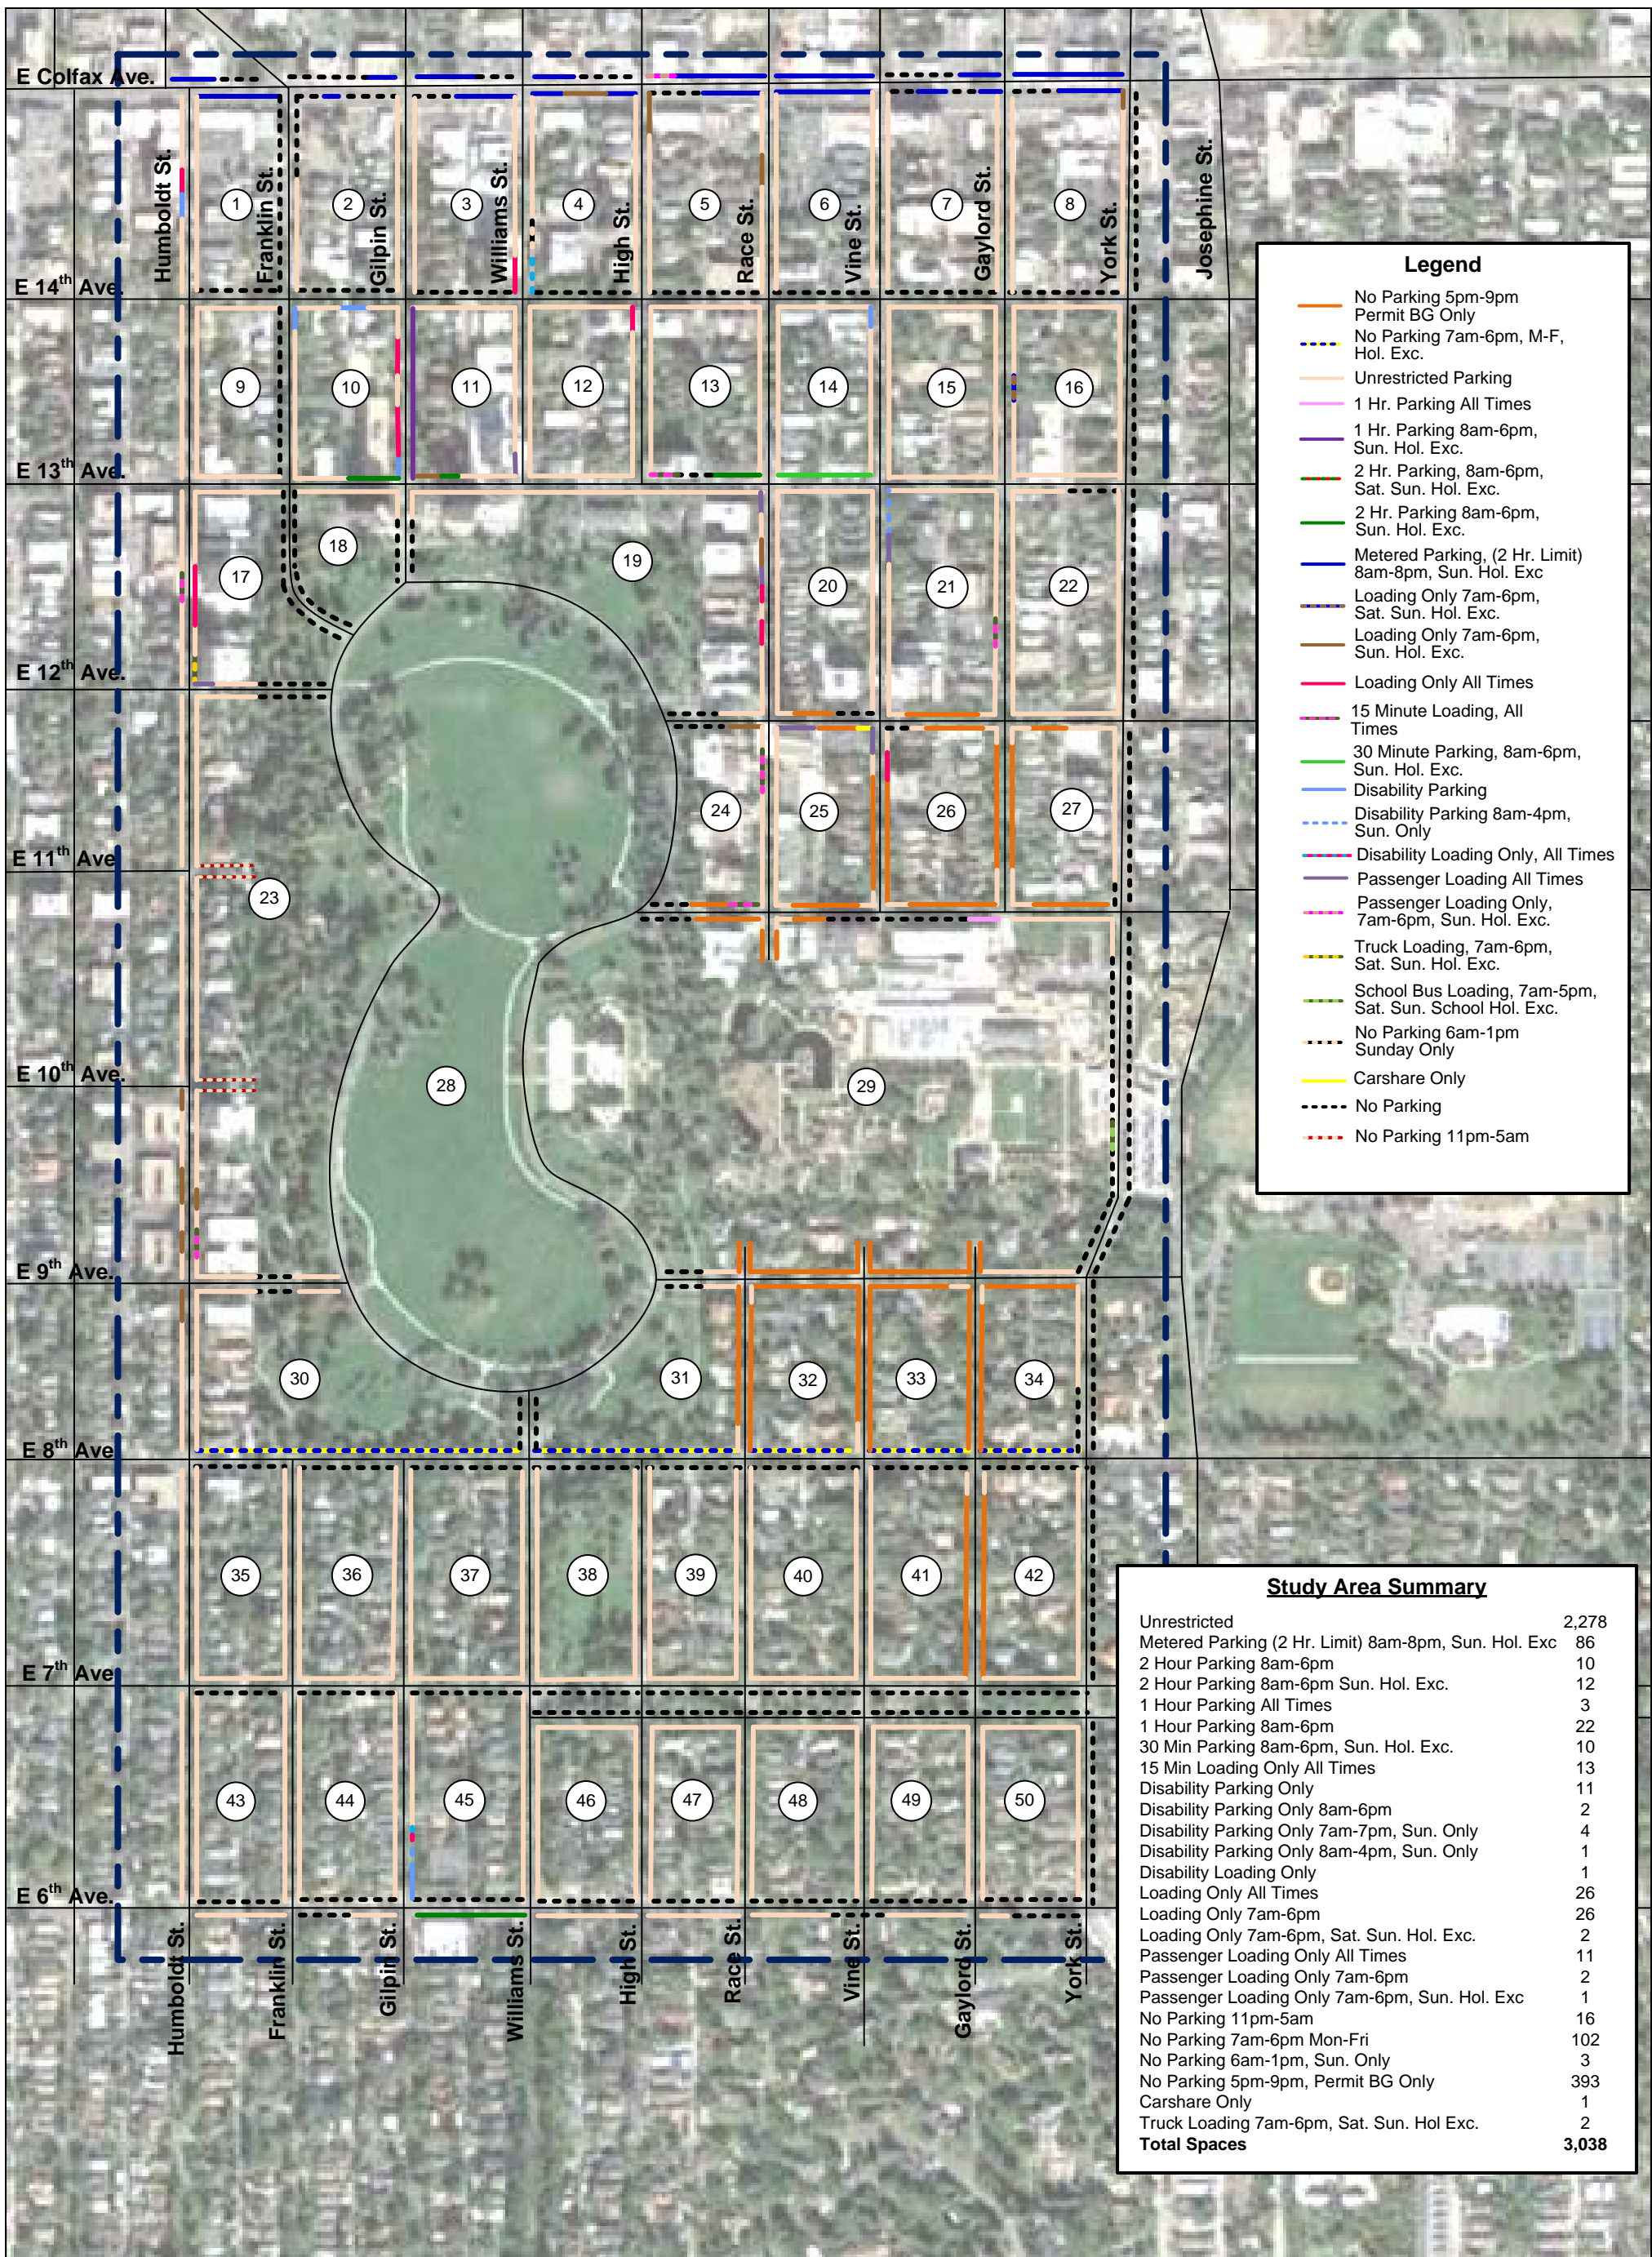 E Colfax Ave.
Humboldt St.
Franklin St.
Gilpin St.
Williams St.
High St.
Race St.
Vine St.
Gaylord St.
York St.
Josephine St.
1
2
3
4
5
6
7
8
E 14th Ave.
9
10
11
12
13
14
15
16
E 13th Ave.
17
18
19
20
21
22
E 12th Ave.
24
25
26
27
E 11th Ave
23
E 10th Ave.
28
29
E 9th Ave.
30
31
32
33
34
E 8th Ave
35
36
37
38
39
40
41
42
E 7th Ave
43
44
45
46
47
48
49
50
E 6th Ave.
Humboldt St.
Franklin St.
Gilpin St.
Williams St.
High St.
Race St.
Vine St.
Gaylord St.
York St.
Legend
No Parking 5pm-9pm
Permit BG Only
No Parking 7am-6pm, M-F,
Hol. Exc.
Unrestricted Parking
1 Hr. Parking All Times
1 Hr. Parking 8am-6pm,
Sun. Hol. Exc.
2 Hr. Parking, 8am-6pm,
Sat. Sun. Hol. Exc.
2 Hr. Parking 8am-6pm,
Sun. Hol. Exc.
Metered Parking, (2 Hr. Limit)
8am-8pm, Sun. Hol. Exc
Loading Only 7am-6pm,
Sat. Sun. Hol. Exc.
Loading Only 7am-6pm,
Sun. Hol. Exc.
Loading Only All Times
15 Minute Loading, All
Times
30 Minute Parking, 8am-6pm,
Sun. Hol. Exc.
Disability Parking
Disability Parking 8am-4pm,
Sun. Only
Disability Loading Only, All Times
Passenger Loading All Times
Passenger Loading Only,
7am-6pm, Sun. Hol. Exc.
Truck Loading, 7am-6pm,
Sat. Sun. Hol. Exc.
School Bus Loading, 7am-5pm,
Sat. Sun. School Hol. Exc.
No Parking 6am-1pm
Sunday Only
Carshare Only
No Parking
No Parking 11pm-5am
Study Area Summary
Unrestricted 2,278
Metered Parking (2 Hr. Limit) 8am-8pm, Sun. Hol. Exc 86
2 Hour Parking 8am-6pm 10
2 Hour Parking 8am-6pm Sun. Hol. Exc. 12
1 Hour Parking All Times 3
1 Hour Parking 8am-6pm 22
30 Min Parking 8am-6pm, Sun. Hol. Exc. 10
15 Min Loading Only All Times 13
Disability Parking Only 11
Disability Parking Only 8am-6pm 2
Disability Parking Only 7am-7pm, Sun. Only 4
Disability Parking Only 8am-4pm, Sun. Only 1
Disability Loading Only 1
Loading Only All Times 26
Loading Only 7am-6pm 26
Loading Only 7am-6pm, Sat. Sun. Hol. Exc. 2
Passenger Loading Only All Times 11
Passenger Loading Only 7am-6pm 2
Passenger Loading Only 7am-6pm, Sun. Hol. Exc 1
No Parking 11pm-5am 16
No Parking 7am-6pm Mon-Fri 102
No Parking 6am-1pm, Sun. Only 3
No Parking 5pm-9pm, Permit BG Only 393
Carshare Only 1
Truck Loading 7am-6pm, Sat. Sun. Hol Exc. 2
Total Spaces 3,038